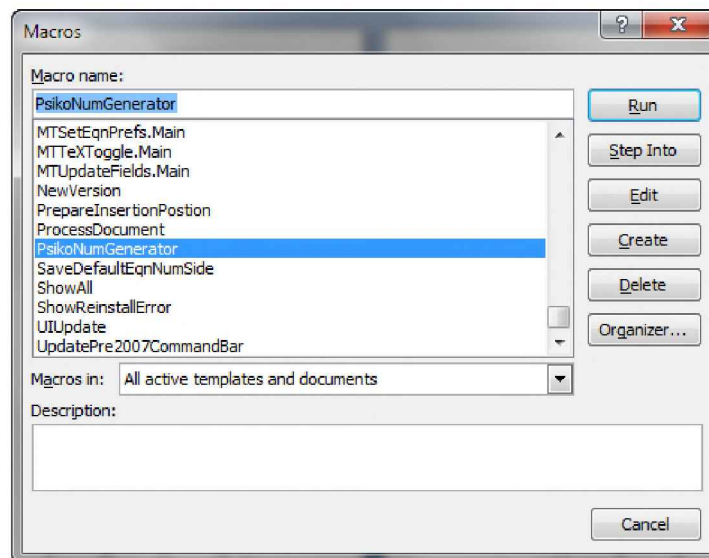 Macros
Macro name:
PsikoNumGenerator
Run
MTSetEqnPrefs.Main
MTTeXToggle.Main
MTUpdateFields.Main
NewVersion
PrepareInsertionPostion
ProcessDocument
PsikoNumGenerator
SaveDefaultEqnNumSide
ShowAll
ShowReinstallError
UIUpdate
UpdatePre2007CommandBar
Step Into
Edit
Create
Delete
Organizer...
Macros in: All active templates and documents
Description:
Cancel